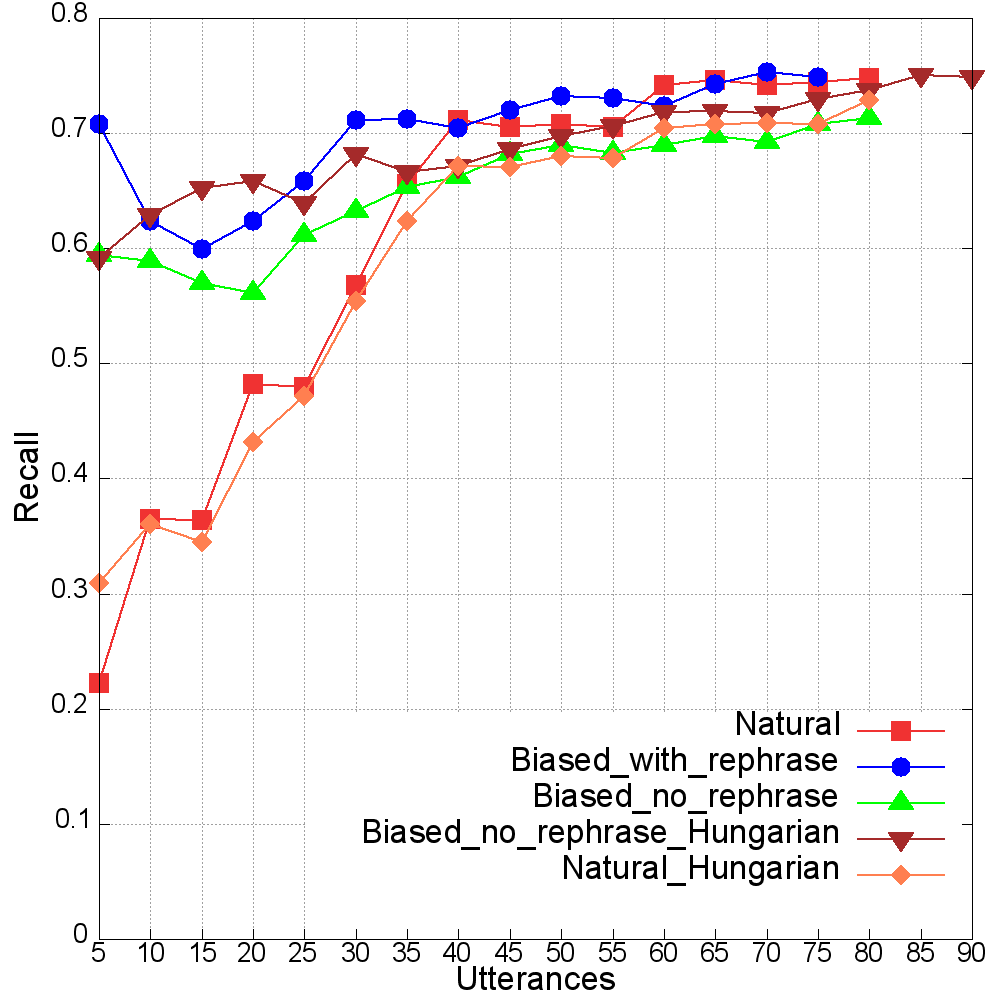 0.8
0.7
0.6
0.5
0.4
0.3
0.2
0.1
0
Recall
Natural
Biased_with_rephrase
Biased_no_rephrase
Biased_no_rephrase_Hungarian
Natural_Hungarian
5 10 15 20 25 30 35 40 45 50 55 60 65 70 75 80 85 90
Utterances